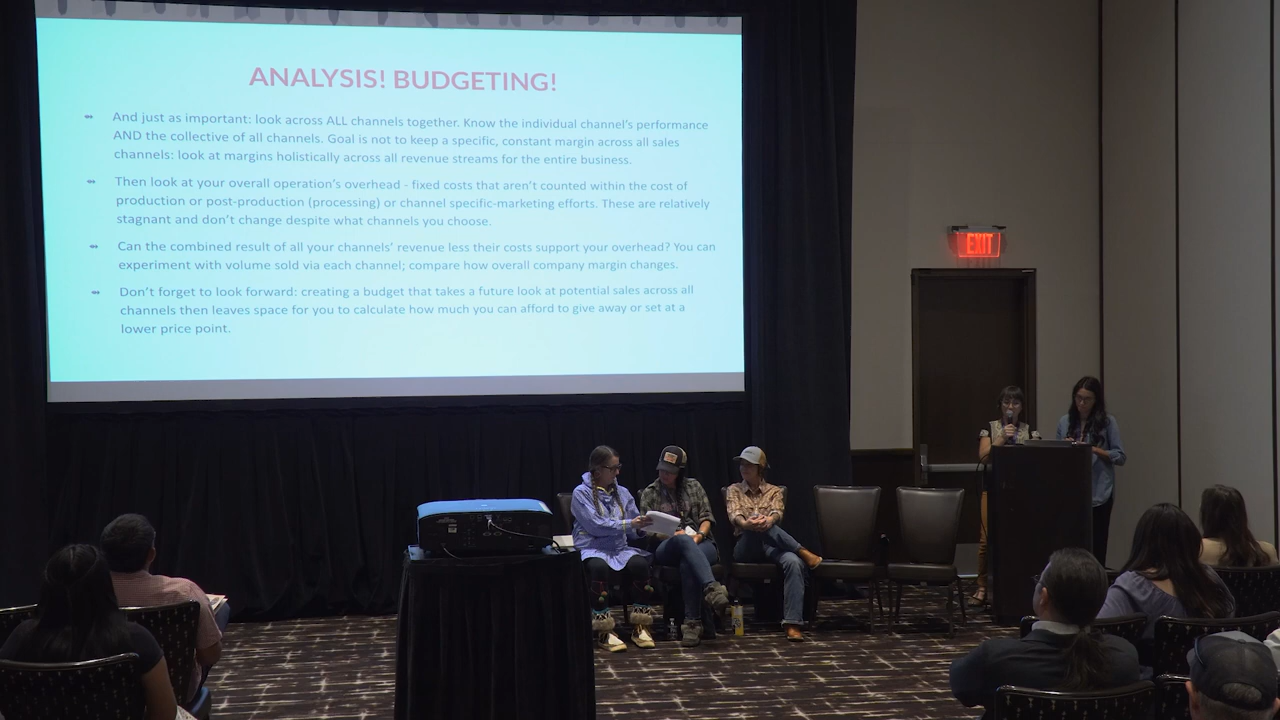 ANALYSIS! BUDGETING!
And just as important: look across ALL channels together. Know the individual channel's performance
AND the collective of all channels. Goal is not to keep a specific, constant margin across all sales
channels: look at margins holistically across all revenue streams for the entire business.
Then look at your overall operation's overhead - fixed costs that aren't counted within the cost of
production or post-production (processing) or channel specific-marketing efforts. These are relatively
stagnant and don't change despite what channels you choose.
Can the combined result of all your channels' revenue less their costs support your overhead? You can
experiment with volume sold via each channel; compare how overall company margin changes.
Don't forget to look forward: creating a budget that takes a future look at potential sales across all
channels then leaves space for you to calculate how much you can afford to give away or set at a
lower price point.
EXIT